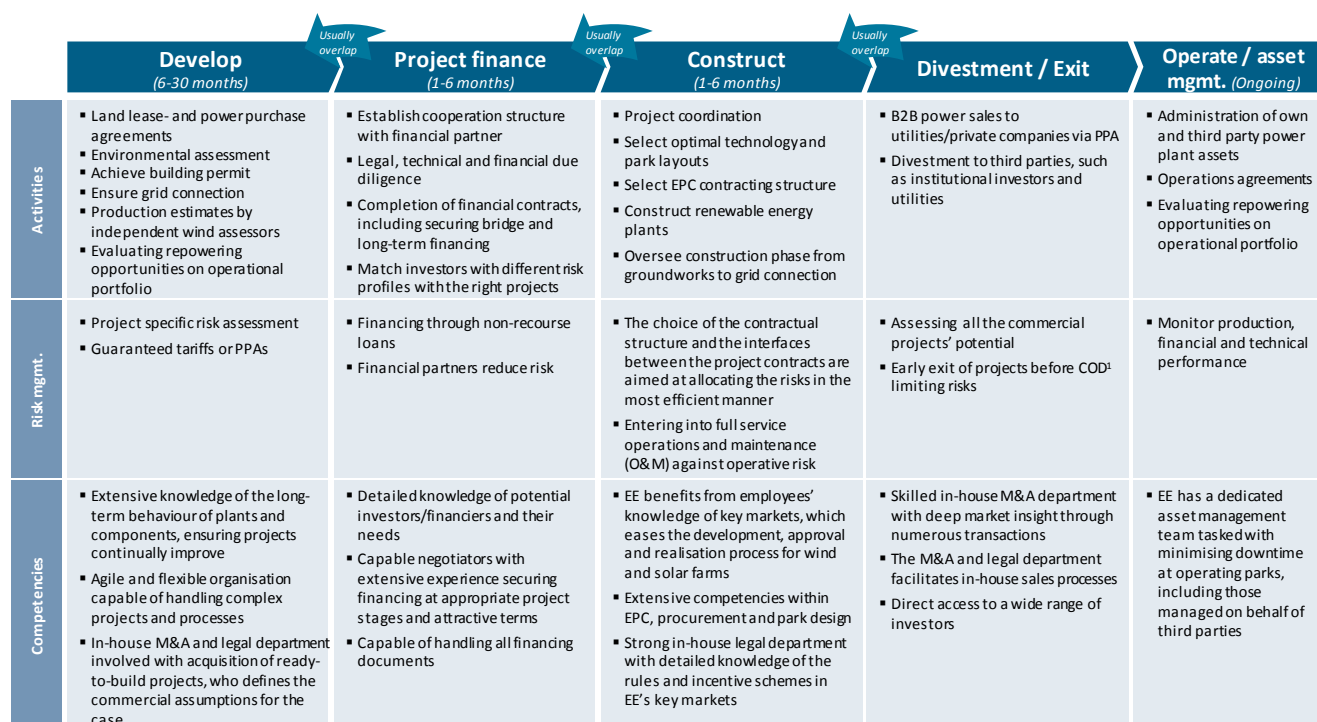 Develop
(6-30 months)
Usually
overlap
Project finance
(1-6 months)
Usually
overlap
Construct
(1-6 months)
Usually
overlap
Divestment / Exit
Operate / asset
mgmt. (Ongoing)
Activities
▪ Land lease- and power purchase
agreements
▪ Environmental assessment
▪ Achieve building permit
▪ Ensure grid connection
▪ Production estimates by
independent wind assessors
▪ Evaluating repowering
opportunities on operational
portfolio
▪ Establish cooperation structure
with financial partner
▪ Legal, technical and financial due
diligence
▪ Completion of financial contracts,
including securing bridge and
long-term financing
▪ Match investors with different risk
profiles with the right projects
▪ Project coordination
▪ Select optimal technology and
park layouts
▪ Select EPC contracting structure
▪ Construct renewable energy
plants
▪ Oversee construction phase from
groundworks to grid connection
▪ B2B power sales to
utilities/private companies via PPA
▪ Divestment to third parties, such
as institutional investors and
utilities
▪ Administration of own
and third party power
plant assets
▪ Operations agreements
▪ Evaluating repowering
opportunities on
operational portfolio
Risk mgmt.
▪ Project specific risk assessment
▪ Guaranteed tariffs or PPAs
▪ Financing through non-recourse
loans
▪ Financial partners reduce risk
▪ The choice of the contractual
structure and the interfaces
between the project contracts are
aimed at allocating the risks in the
most efficient manner
▪ Entering into full service
operations and maintenance
(O&M) against operative risk
▪ Assessing all the commercial
projects' potential
▪ Early exit of projects before COD¹
limiting risks
▪ Monitor production,
financial and technical
performance
Competencies
▪ Extensive knowledge of the long-
term behaviour of plants and
components, ensuring projects
continually improve
▪ Agile and flexible organisation
capable of handling complex
projects and processes
▪ In-house M&A and legal department
involved with acquisition of ready-
to-build projects, who defines the
commercial assumptions for the
case
▪ Detailed knowledge of potential
investors/financiers and their
needs
▪ Capable negotiators with
extensive experience securing
financing at appropriate project
stages and attractive terms
▪ Capable of handling all financing
documents
▪ EE benefits from employees'
knowledge of key markets, which
eases the development, approval
and realisation process for wind
and solar farms
▪ Extensive competencies within
EPC, procurement and park design
▪ Strong in-house legal department
with detailed knowledge of the
rules and incentive schemes in
EE's key markets
▪ Skilled in-house M&A department
with deep market insight through
numerous transactions
▪ The M&A and legal department
facilitates in-house sales processes
▪ Direct access to a wide range of
investors
▪ EE has a dedicated
asset management
team tasked with
minimising downtime
at operating parks,
including those
managed on behalf of
third parties